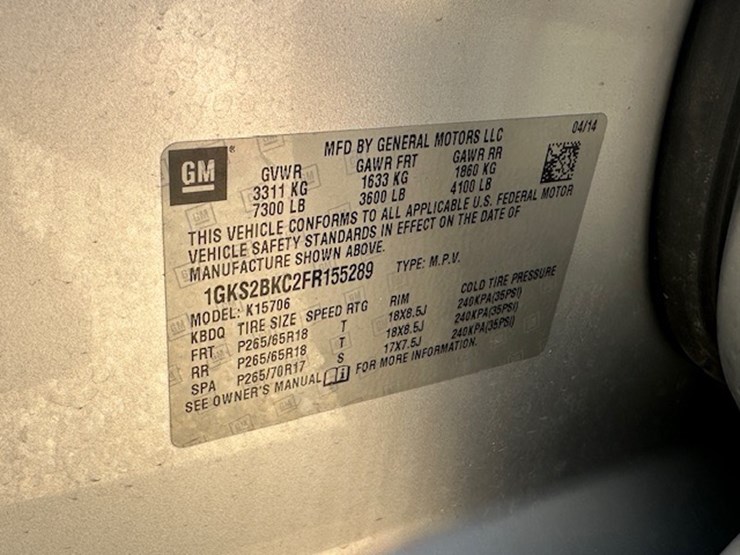 GM
MFD BY GENERAL MOTORS LLC 04/14
GVWR GAWR FRT GAWR RR
3311 KG 1633 KG 1860 KG
7300 LB 3600 LB 4100 LB
THIS VEHICLE CONFORMS TO ALL APPLICABLE U.S. FEDERAL MOTOR
VEHICLE SAFETY STANDARDS IN EFFECT ON THE DATE OF
MANUFACTURE SHOWN ABOVE.
1GKS2BKC2FR155289 TYPE: M.P.V.
MODEL: K15706
KBDQ TIRE SIZE SPEED RTG RIM COLD TIRE PRESSURE
FRT P265/65R18 T 18X8.5J 240KPA(35PSI)
RR P265/65R18 T 18X8.5J 240KPA(35PSI)
SPA P265/70R17 S 17X7.5J 240KPA(35PSI)
SEE OWNER'S MANUAL FOR MORE INFORMATION.